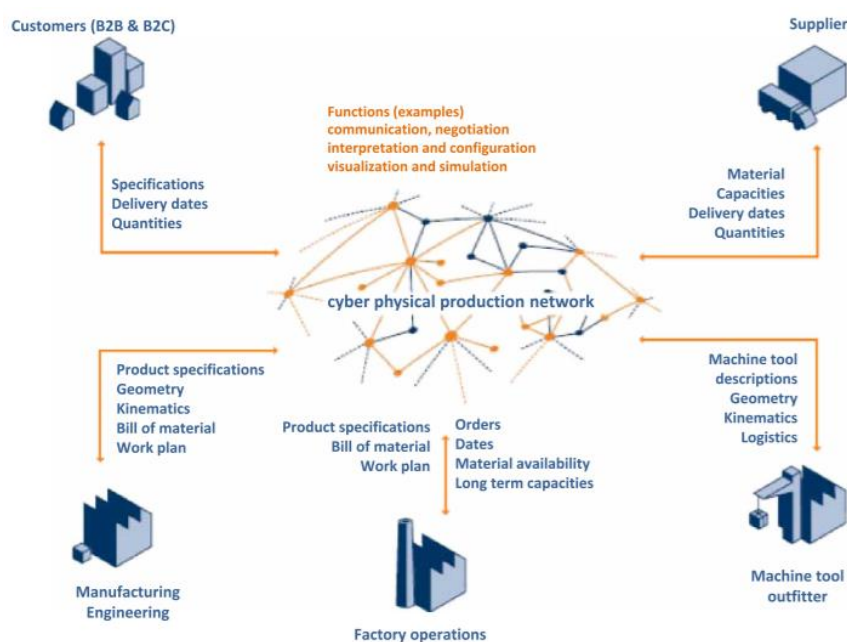 Customers (B2B & B2C)
Supplier
Functions (examples)
communication, negotiation
interpretation and configuration
visualization and simulation
Specifications
Delivery dates
Quantities
Material
Capacities
Delivery dates
Quantities
cyber physical production network
Product specifications
Geometry
Kinematics
Bill of material
Work plan
Product specifications
Bill of material
Work plan
Orders
Dates
Material availability
Long term capacities
Machine tool
descriptions
Geometry
Kinematics
Logistics
Manufacturing
Engineering
Factory operations
Machine tool
outfitter